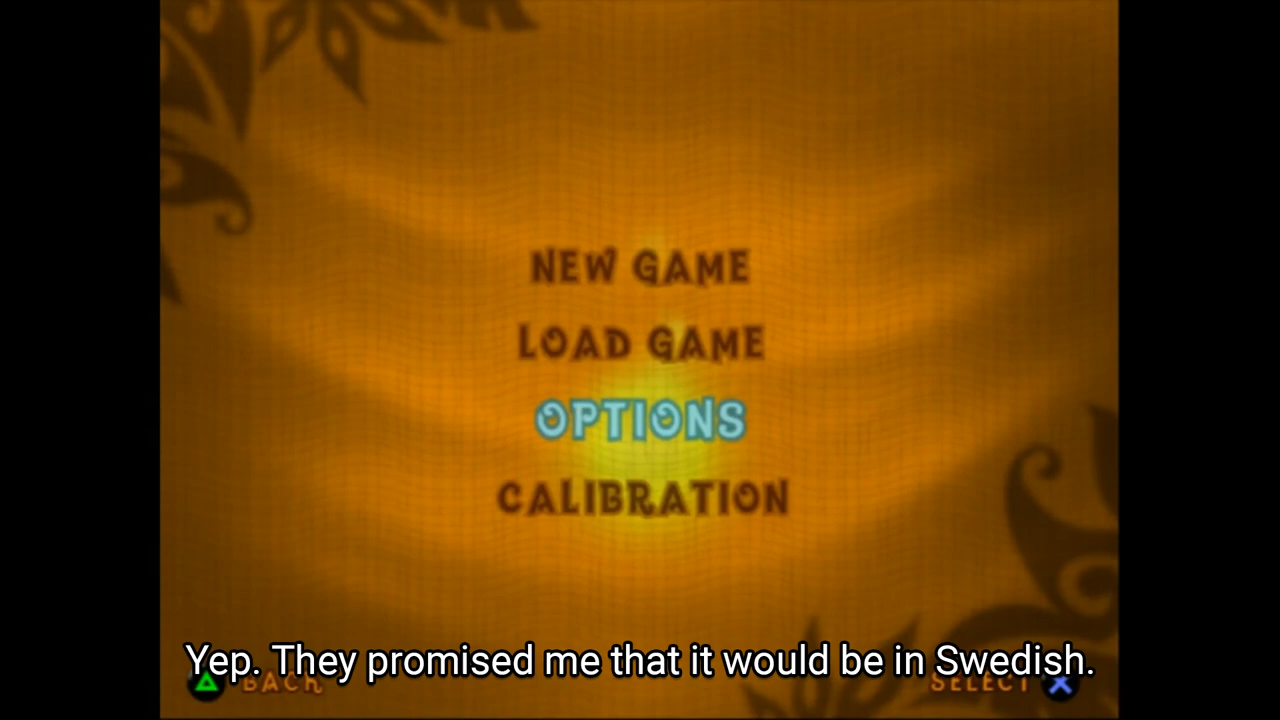 NEW GAME
LOAD GAME
OPTIONS
CALIBRATION
Yep. They promised me that it would be in Swedish.
BACK
SELECT